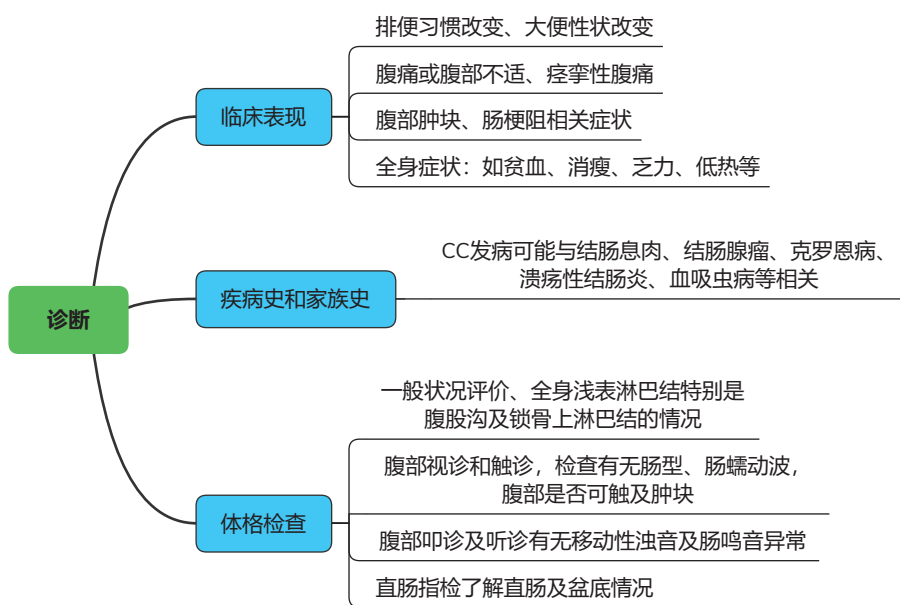 诊断
临床表现
排便习惯改变、大便性状改变
腹痛或腹部不适、痉挛性腹痛
腹部肿块、肠梗阻相关症状
全身症状：如贫血、消瘦、乏力、低热等
疾病史和家族史
CC发病可能与结肠息肉、结肠腺瘤、克罗恩病、
溃疡性结肠炎、血吸虫病等相关
体格检查
一般状况评价、全身浅表淋巴结特别是
腹股沟及锁骨上淋巴结的情况
腹部视诊和触诊，检查有无肠型、肠蠕动波，
腹部是否可触及肿块
腹部叩诊及听诊有无移动性浊音及肠鸣音异常
直肠指检了解直肠及盆底情况